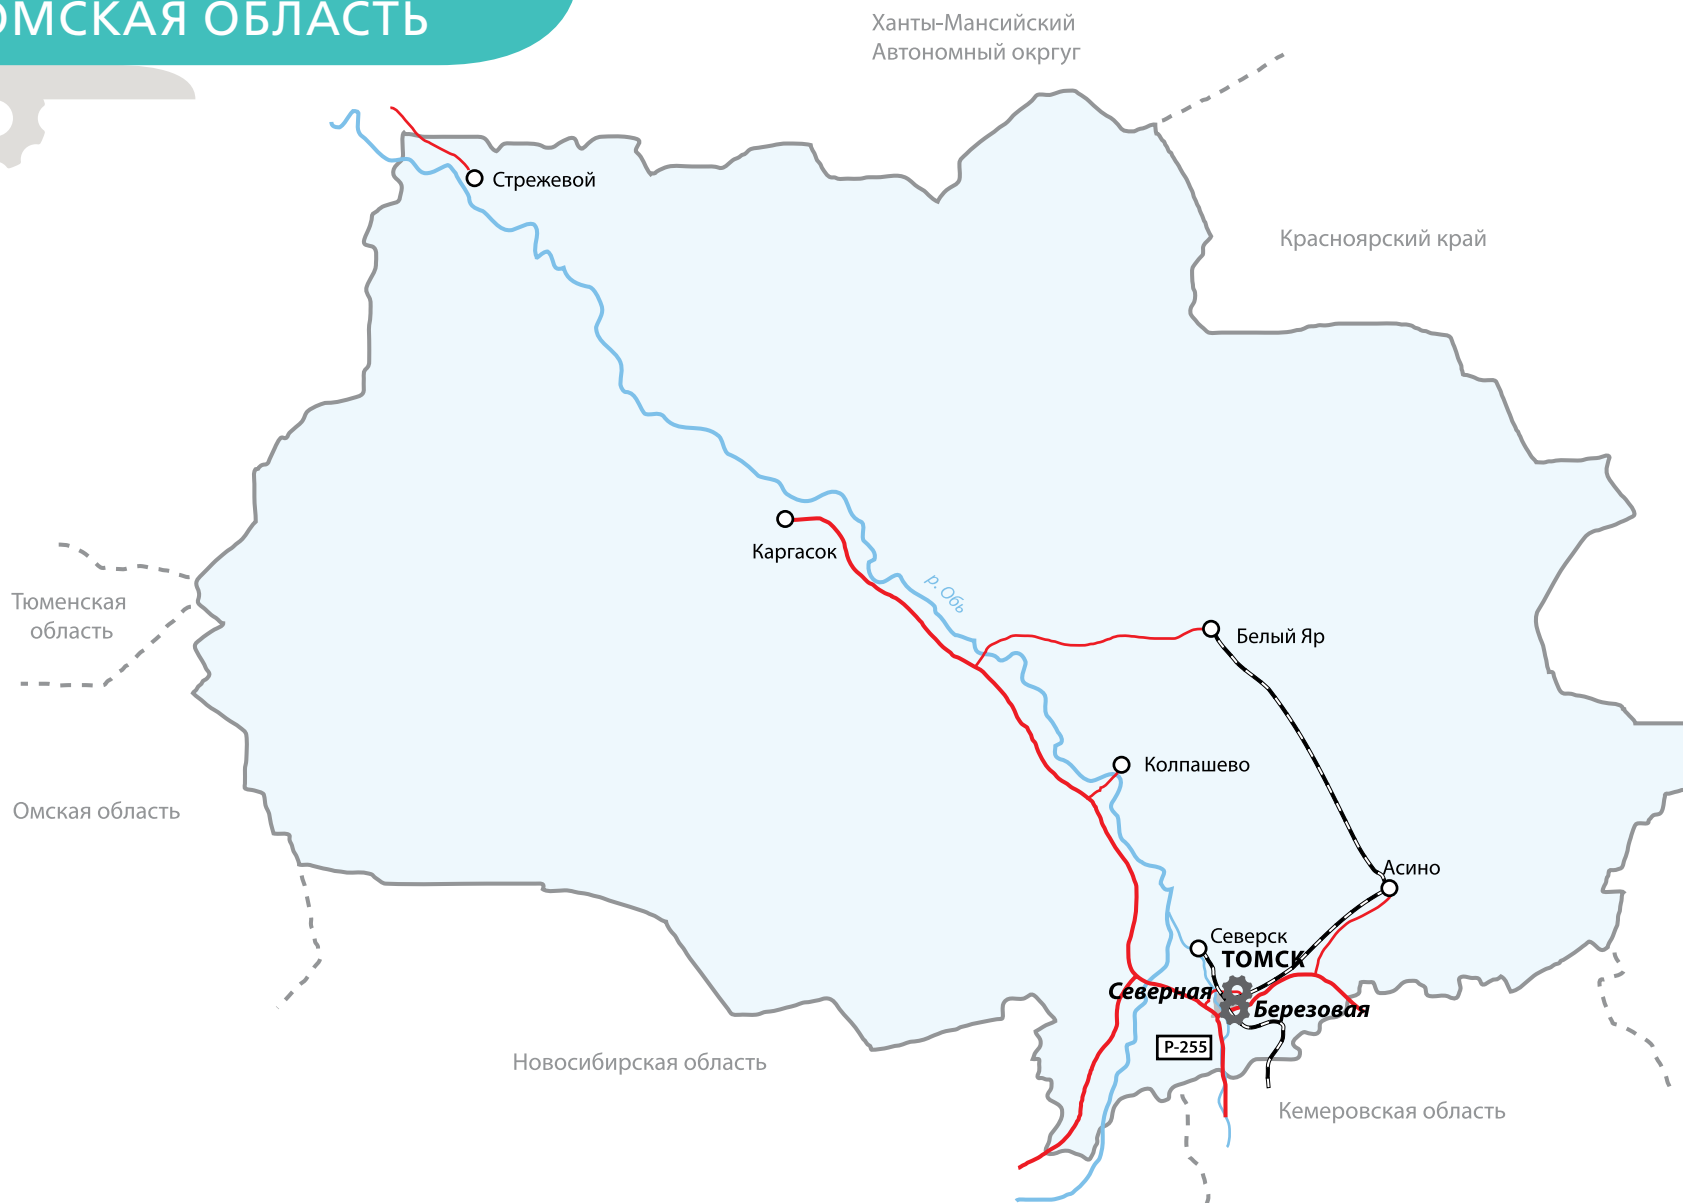 ОМСКАЯ ОБЛАСТЬ
Ханты-Мансийский
Автономный округуг
Стрежевой
Красноярский край
Каргасок
р. Обь
Тюменская
область
Белый Яр
Колпашево
Омская область
Асино
Северск
ТОМСК
Северная
Березовая
Р-255
Новосибирская область
Кемеровская область